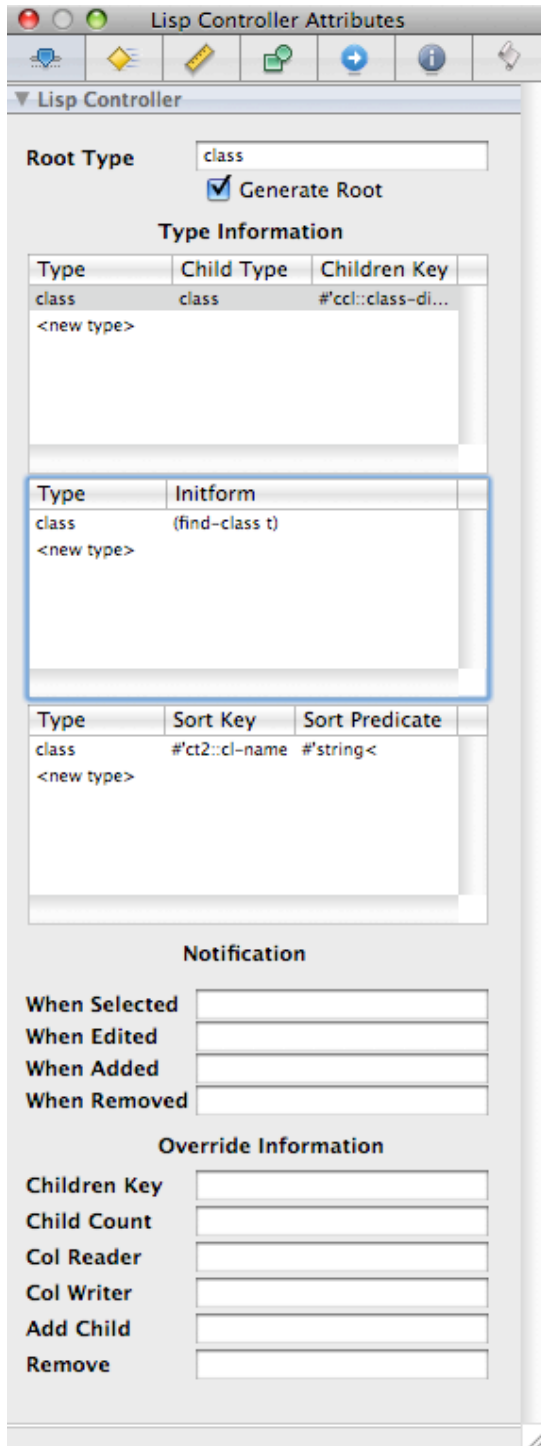 Lisp Controller Attributes
Lisp Controller
Root Type class
Generate Root
Type Information
Type Child Type Children Key
class class #'ccl::class-di...
<new type>
Type Initform
class (find-class t)
<new type>
Type Sort Key Sort Predicate
class #'ct2::cl-name #'string<
<new type>
Notification
When Selected
When Edited
When Added
When Removed
Override Information
Children Key
Child Count
Col Reader
Col Writer
Add Child
Remove